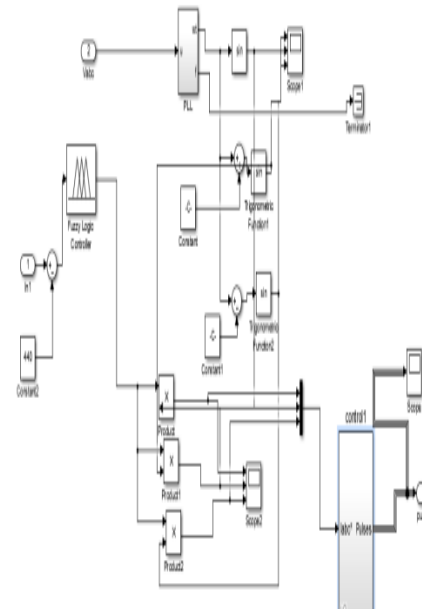 2
Vabc
v
wt
f
PLL
sin
Scope1
Terminator1
Fuzzy Logic
Controller
sin
Trigonometric
Function1
-C-
Constant
1
In1
sin
Trigonometric
Function2
-C-
Constant1
440
Constant2
X
Product
X
Product1
X
Product2
Scope2
control1
Scope
Iabc* Pulses